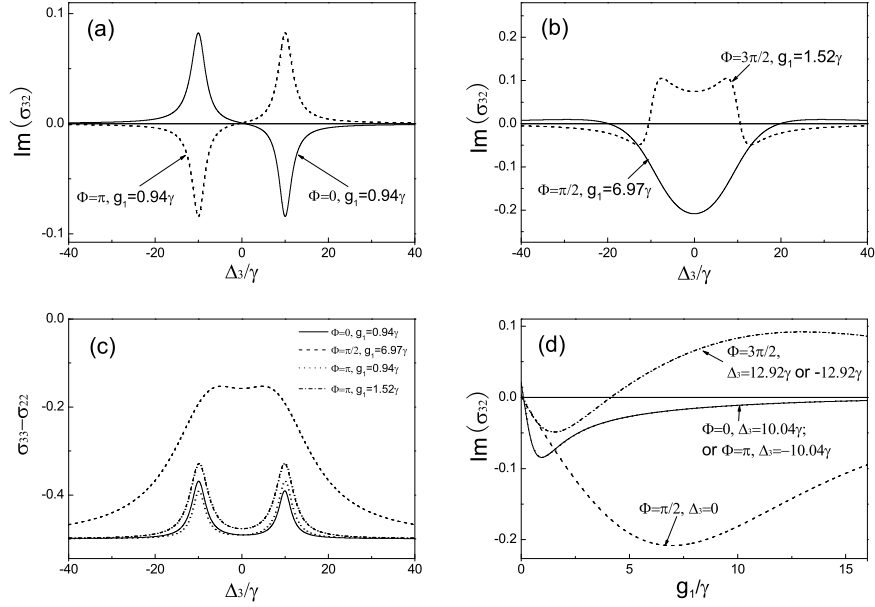 (a)
Im (σ32)
0.1
0.0
0.1
Φ=π, g1=0.94γ
Φ=0, g1=0.94γ
-40 -20 0 20 40
Δ3/γ
(b)
Im (σ32)
0.2
0.1
0.0
-0.1
-0.2
Φ=3π/2, g1=1.52γ
Φ=π/2, g1=6.97γ
-40 -20 0 20 40
Δ3/γ
(c)
σ33−σ22
0.0
-0.2
-0.4
-0.6
Φ=0, g1=0.94γ
Φ=π/2, g1=6.97γ
Φ=π, g1=0.94γ
Φ=π, g1=1.52γ
-40 -20 0 20 40
Δ3/γ
(d)
Im (σ32)
0.1
0.0
-0.1
-0.2
Φ=3π/2,
Δ3=12.92γ or -12.92γ
Φ=0, Δ3=10.04γ;
or Φ=π, Δ3=−10.04γ
Φ=π/2, Δ3=0
0 5 10 15
g1/γ